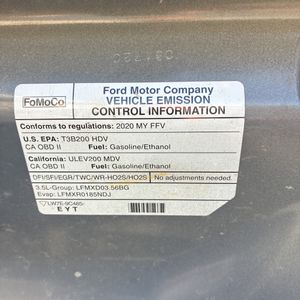 FoMoCo
Ford Motor Company
VEHICLE EMISSION
CONTROL INFORMATION
Conforms to regulations: 2020 MY FFV
U.S. EPA: T3B200 HDV
CA OBD II Fuel: Gasoline/Ethanol
California: ULEV200 MDV
CA OBD II Fuel: Gasoline/Ethanol
DFI/SFI/EGR/TWC/WR-HO2S/HO2S No adjustments needed.
3.5L-Group: LFMXD03.56BG
Evap: LFMXR0185NDJ
LW7E-9C485-
EYT